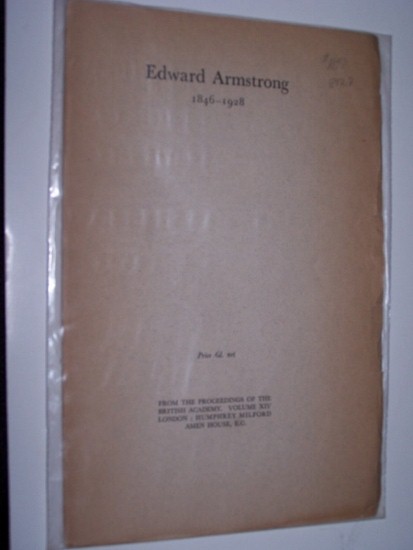 Edward Armstrong
1846–1928
Price 6d. net
FROM THE PROCEEDINGS OF THE
BRITISH ACADEMY. VOLUME XIV
LONDON : HUMPHREY MILFORD
AMEN HOUSE, E.C.